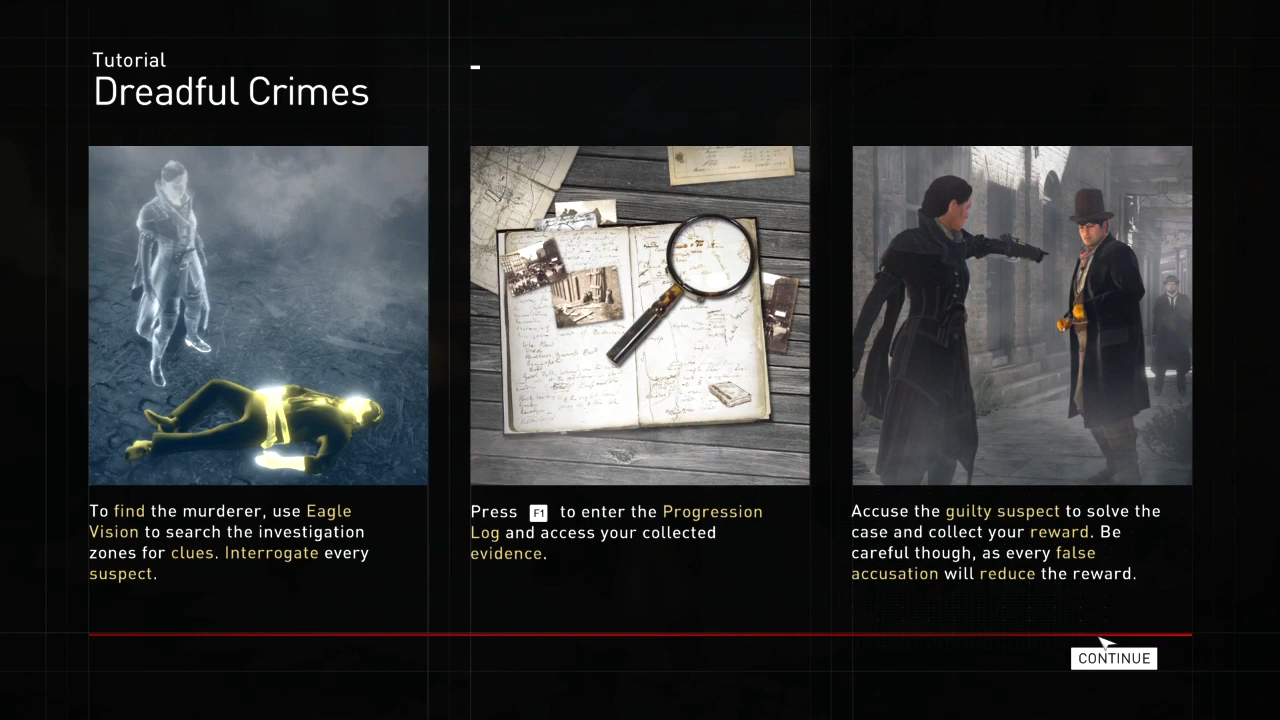 Tutorial
Dreadful Crimes
To find the murderer, use Eagle
Vision to search the investigation
zones for clues. Interrogate every
suspect.
Press F1 to enter the Progression
Log and access your collected
evidence.
Accuse the guilty suspect to solve the
case and collect your reward. Be
careful though, as every false
accusation will reduce the reward.
CONTINUE